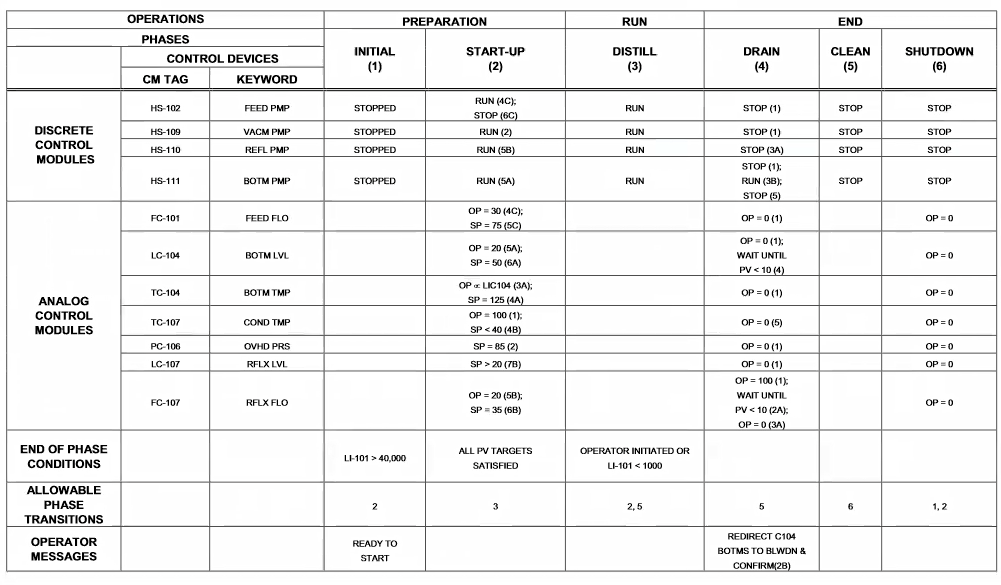 OPERATIONS
PREPARATION
RUN
END
PHASES
INITIAL
(1)
START-UP
(2)
DISTILL
(3)
DRAIN
(4)
CLEAN
(5)
SHUTDOWN
(6)
CONTROL DEVICES
CM TAG
KEYWORD
DISCRETE
CONTROL
MODULES
HS-102
FEED PMP
STOPPED
RUN (4C);
STOP (6C)
RUN
STOP (1)
STOP
STOP
HS-109
VACM PMP
STOPPED
RUN (2)
RUN
STOP (1)
STOP
STOP
HS-110
REFL PMP
STOPPED
RUN (5B)
RUN
STOP (3A)
STOP
STOP
HS-111
BOTM PMP
STOPPED
RUN (5A)
RUN
STOP (1);
RUN (3B);
STOP (5)
STOP
STOP
ANALOG
CONTROL
MODULES
FC-101
FEED FLO
OP = 30 (4C);
SP = 75 (5C)
OP = 0 (1)
OP = 0
LC-104
BOTM LVL
OP = 20 (5A);
SP = 50 (6A)
OP = 0 (1);
WAIT UNTIL
PV < 10 (4)
OP = 0
TC-104
BOTM TMP
OP ∝ LIC104 (3A);
SP = 125 (4A)
OP = 0 (1)
OP = 0
TC-107
COND TMP
OP = 100 (1);
SP < 40 (4B)
OP = 0 (5)
OP = 0
PC-106
OVHD PRS
SP = 85 (2)
OP = 0 (1)
OP = 0
LC-107
RFLX LVL
SP > 20 (7B)
OP = 0 (1)
OP = 0
FC-107
RFLX FLO
OP = 20 (5B);
SP = 35 (6B)
OP = 100 (1);
WAIT UNTIL
PV < 10 (2A);
OP = 0 (3A)
OP = 0
END OF PHASE
CONDITIONS
LI-101 > 40,000
ALL PV TARGETS
SATISFIED
OPERATOR INITIATED OR
LI-101 < 1000
ALLOWABLE
PHASE
TRANSITIONS
2
3
2, 5
5
6
1, 2
OPERATOR
MESSAGES
READY TO
START
REDIRECT C104
BOTMS TO BLWDN &
CONFIRM(2B)